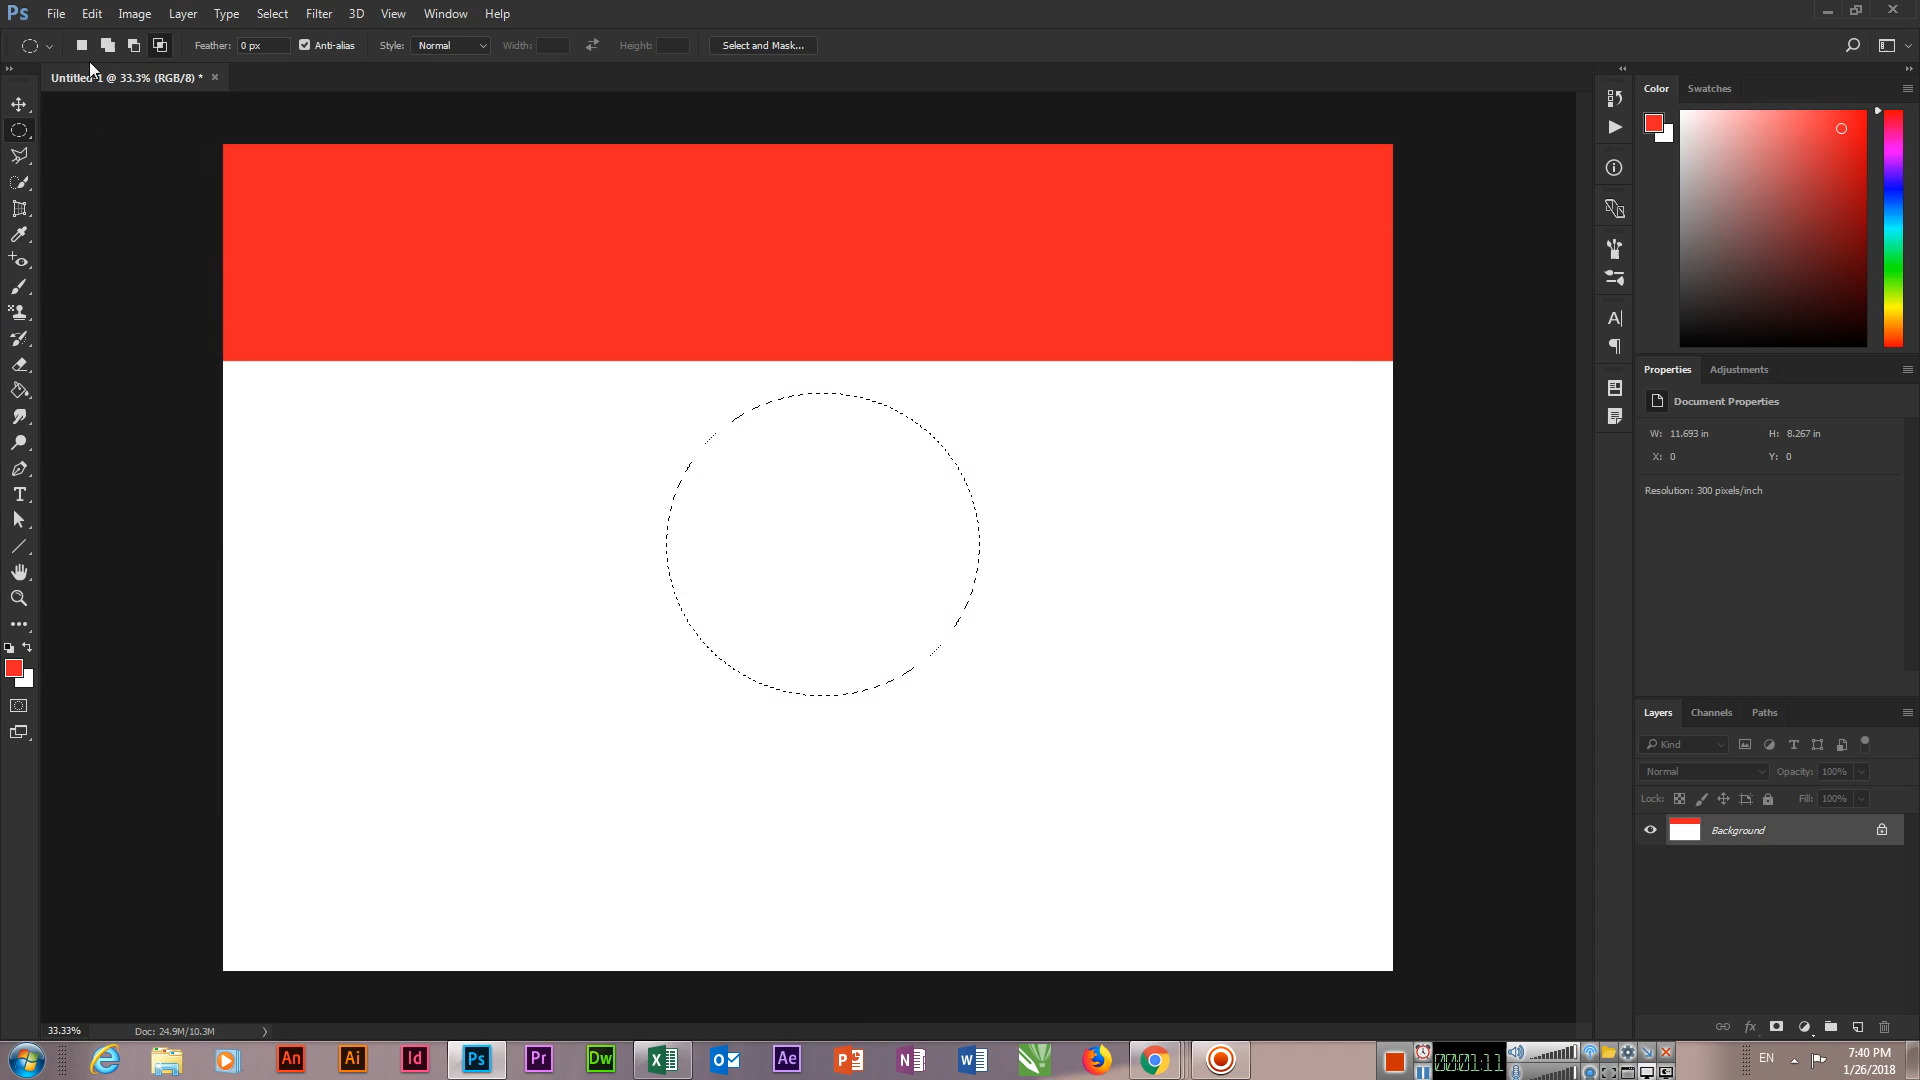 Ps File Edit Image Layer Type Select Filter 3D View Window Help
Feather: 0 px Anti-alias Style: Normal Width: Height: Select and Mask...
Untitled-1 @ 33.3% (RGB/8) * ×
Color Swatches
Properties Adjustments
Document Properties
W: 11.693 in H: 8.267 in
X: 0 Y: 0
Resolution: 300 pixels/inch
Layers Channels Paths
Kind
Normal Opacity: 100%
Lock: Fill: 100%
Background
fx
33.33% Doc: 24.9M/10.3M
An Ai Id Ps Pr Dw Ae
EN
00:01:11
7:40 PM
1/26/2018